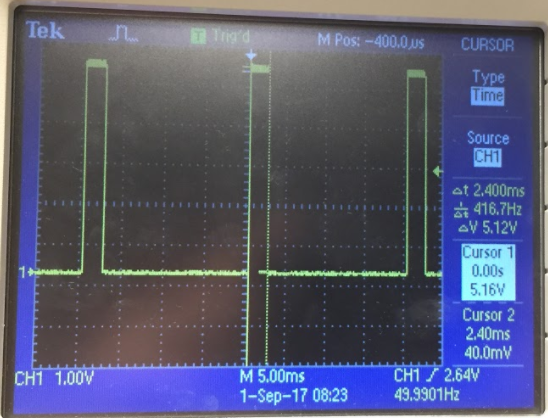 Tek T Trig'd M Pos: -400.0µs CURSOR
Type
Time
Source
CH1
Δt 2.400ms
1/Δt 416.7Hz
ΔV 5.12V
Cursor 1
0.00s
5.16V
Cursor 2
2.40ms
40.0mV
1
CH1 1.00V M 5.00ms CH1 / 2.64V
1-Sep-17 08:23 49.9901Hz